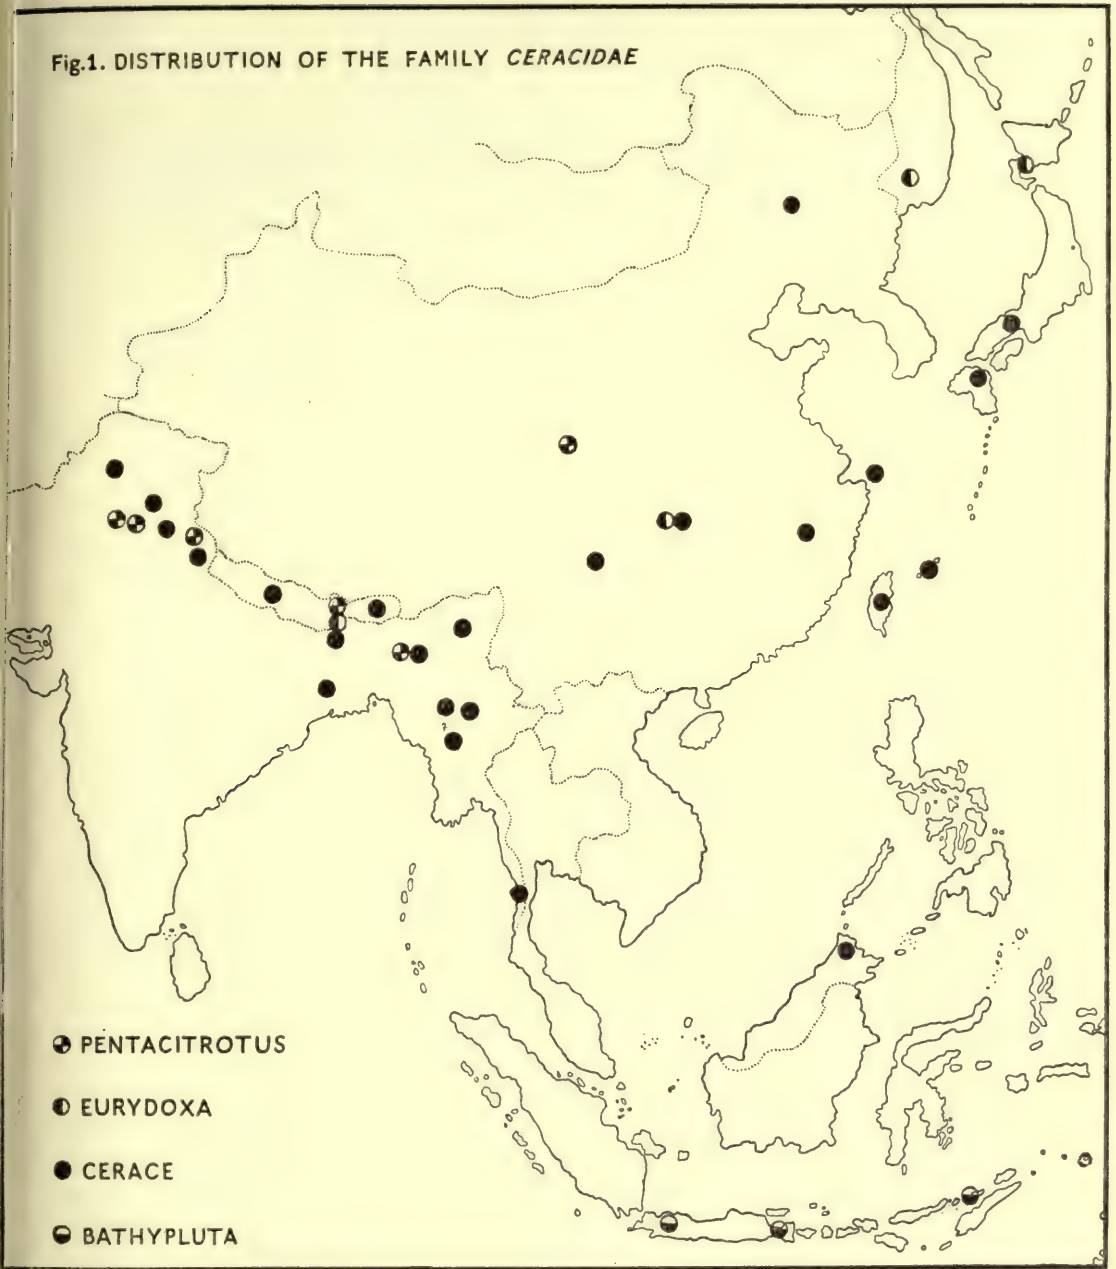 Fig.1. DISTRIBUTION OF THE FAMILY CERACIDAE
?
PENTACITROTUS
EURYDOXA
CERACE
BATHYPLUTA